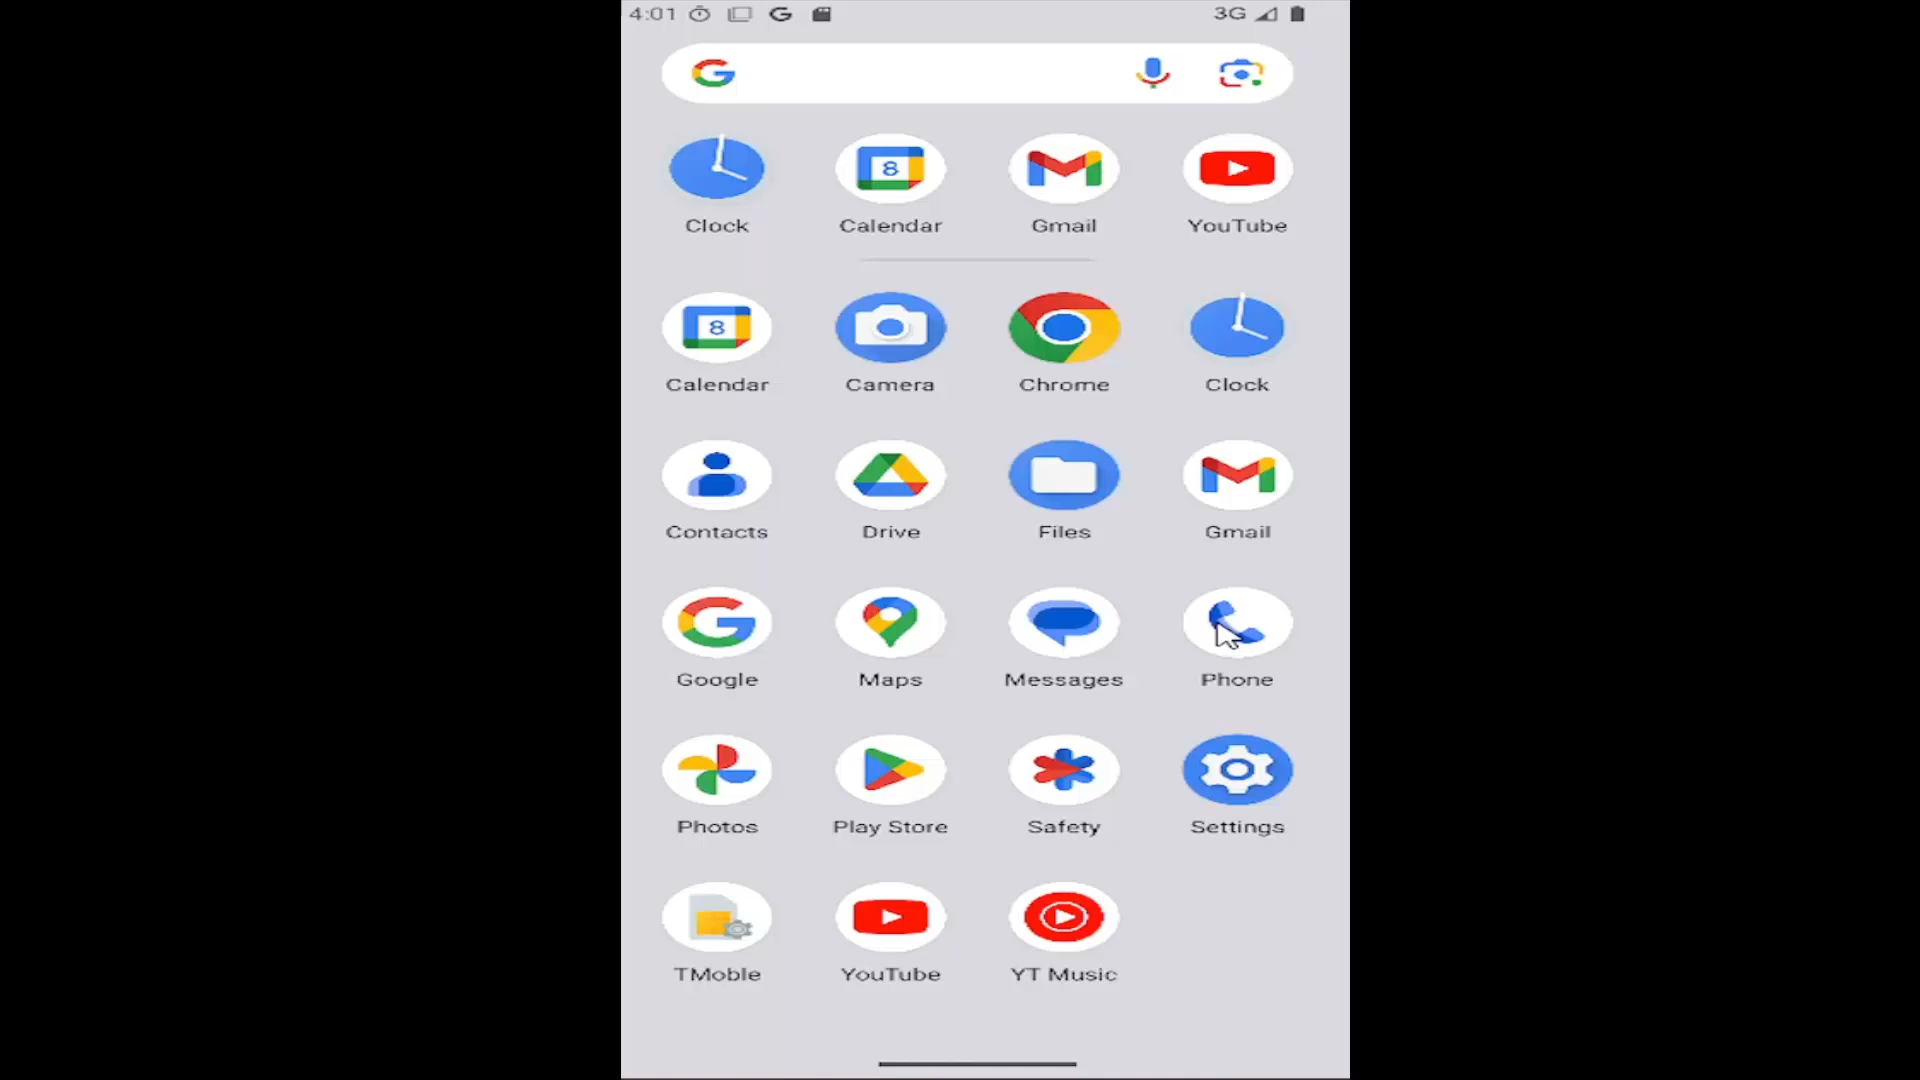 4:01 3G
Clock Calendar Gmail YouTube
Calendar Camera Chrome Clock
Contacts Drive Files Gmail
Google Maps Messages Phone
Photos Play Store Safety Settings
TMoble YouTube YT Music